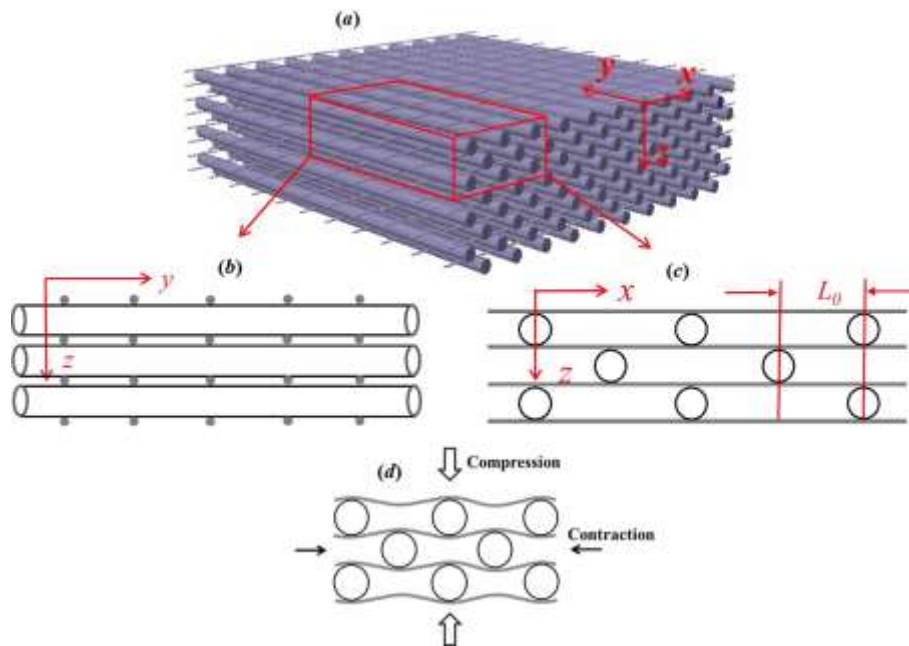 (a)
y
x
z
(b)
y
z
(c)
x
L0
z
(d)
Compression
Contraction